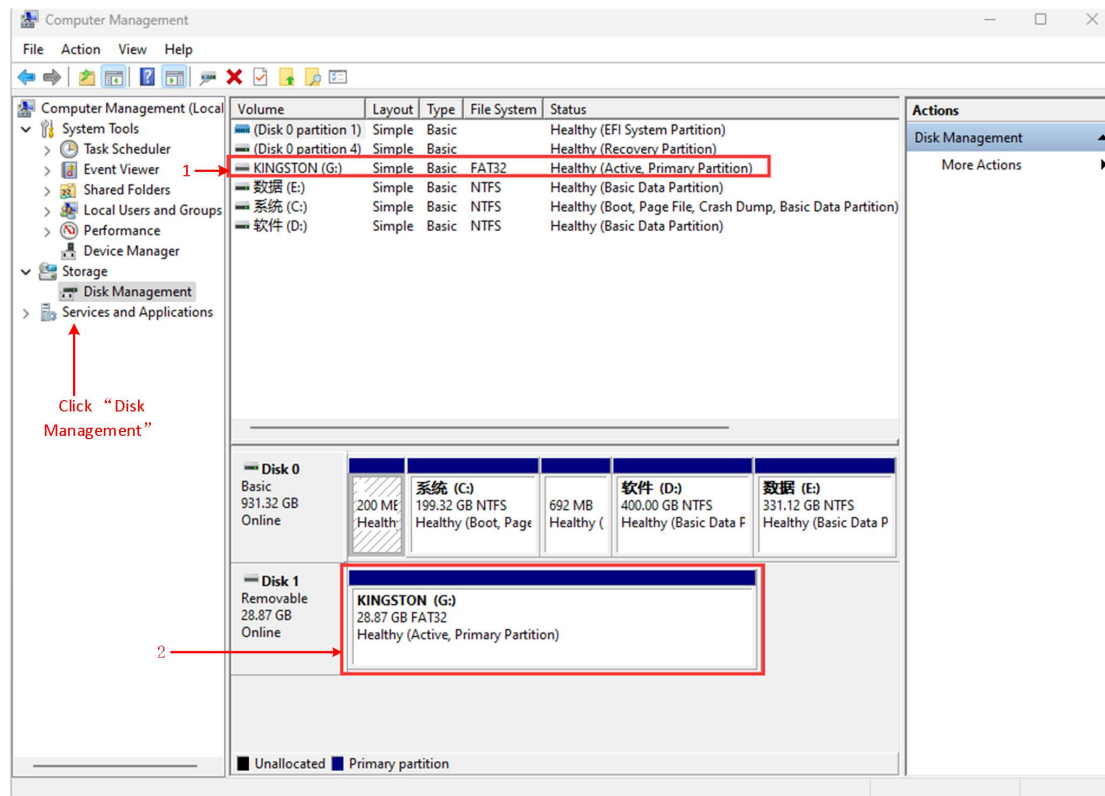 Computer Management
File Action View Help
Computer Management (Local
System Tools
Task Scheduler
Event Viewer
Shared Folders
Local Users and Groups
Performance
Device Manager
Storage
Disk Management
Services and Applications
Click “Disk
Management”
Volume Layout Type File System Status
(Disk 0 partition 1) Simple Basic Healthy (EFI System Partition)
(Disk 0 partition 4) Simple Basic Healthy (Recovery Partition)
1
KINGSTON (G:) Simple Basic FAT32 Healthy (Active, Primary Partition)
数据 (E:) Simple Basic NTFS Healthy (Basic Data Partition)
系统 (C:) Simple Basic NTFS Healthy (Boot, Page File, Crash Dump, Basic Data Partition)
软件 (D:) Simple Basic NTFS Healthy (Basic Data Partition)
Disk 0
Basic
931.32 GB
Online
200 ME
Health
系统 (C:)
199.32 GB NTFS
Healthy (Boot, Page
692 MB
Healthy (
软件 (D:)
400.00 GB NTFS
Healthy (Basic Data P
数据 (E:)
331.12 GB NTFS
Healthy (Basic Data P
Disk 1
Removable
28.87 GB
Online
2
KINGSTON (G:)
28.87 GB FAT32
Healthy (Active, Primary Partition)
Unallocated Primary partition
Actions
Disk Management
More Actions